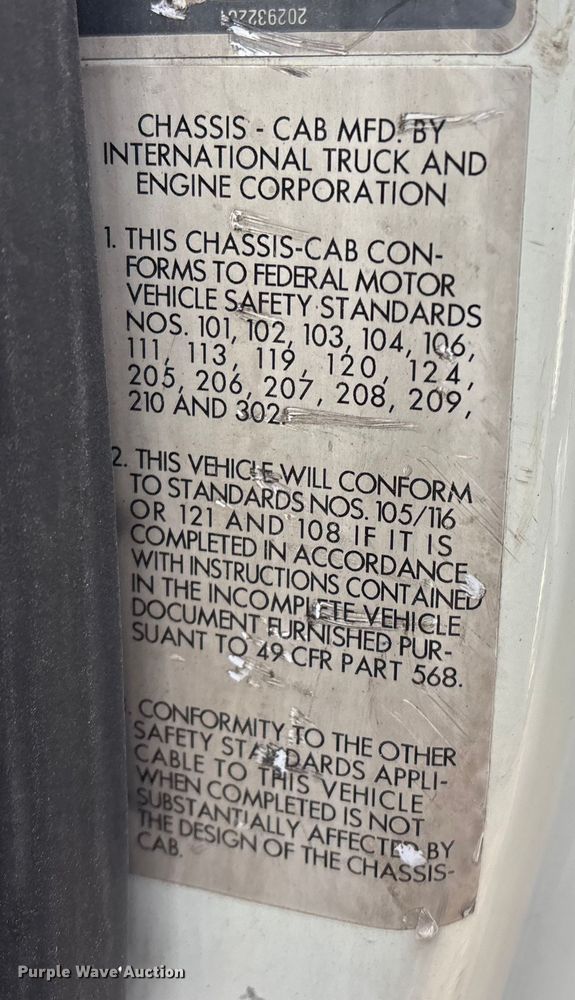 CHASSIS - CAB MFD. BY
INTERNATIONAL TRUCK AND
ENGINE CORPORATION
1. THIS CHASSIS-CAB CON-
FORMS TO FEDERAL MOTOR
VEHICLE SAFETY STANDARDS
NOS. 101, 102, 103, 104, 106,
111, 113, 119, 120, 124,
205, 206, 207, 208, 209,
210 AND 302.
2. THIS VEHICLE WILL CONFORM
TO STANDARDS NOS. 105/116
OR 121 AND 108 IF IT IS
COMPLETED IN ACCORDANCE
WITH INSTRUCTIONS CONTAINED
IN THE INCOMPLETE VEHICLE
DOCUMENT FURNISHED PUR-
SUANT TO 49 CFR PART 568.
CONFORMITY TO THE OTHER
SAFETY STANDARDS APPLI-
CABLE TO THIS VEHICLE
WHEN COMPLETED IS NOT
SUBSTANTIALLY AFFECTED BY
THE DESIGN OF THE CHASSIS-
CAB.
Purple Wave Auction